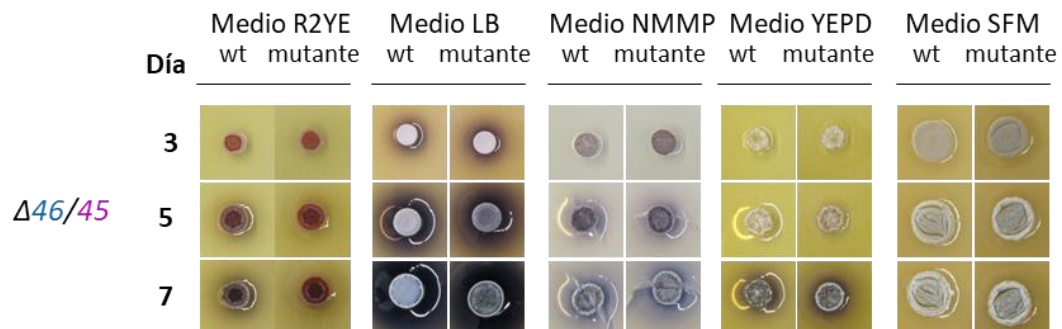 Medio R2YE Medio LB Medio NMMP Medio YEPD Medio SFM
Día wt mutante wt mutante wt mutante wt mutante wt mutante
3
Δ46/45 5
7